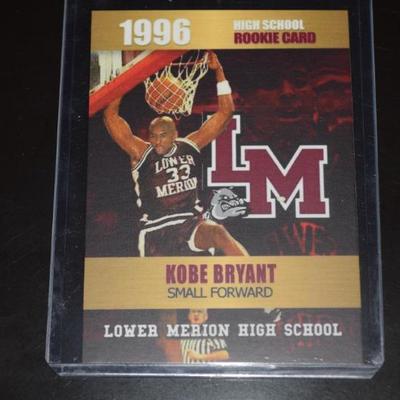 1996
HIGH SCHOOL
ROOKIE CARD
LOWER
33
MERION
LM
KOBE BRYANT
SMALL FORWARD
LOWER MERION HIGH SCHOOL